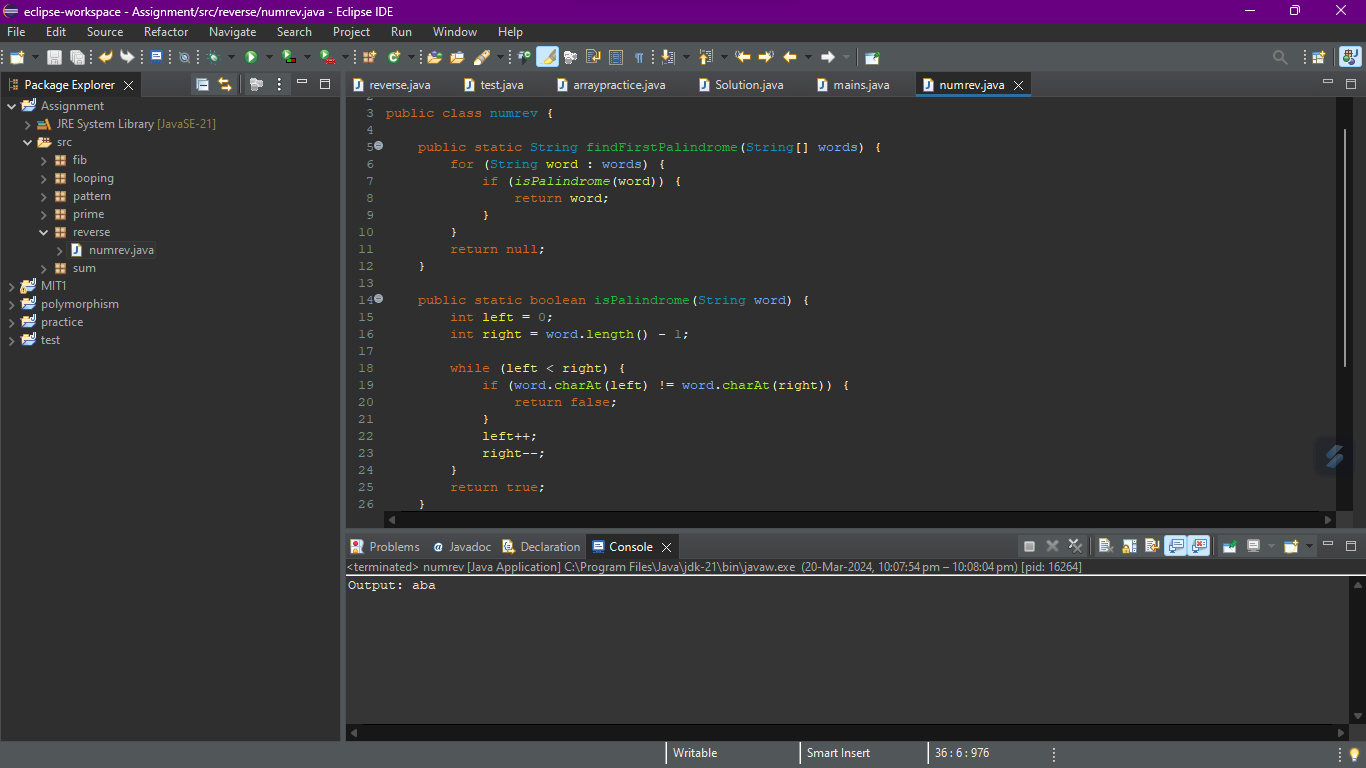 eclipse-workspace - Assignment/src/reverse/numrev.java - Eclipse IDE
File Edit Source Refactor Navigate Search Project Run Window Help
Package Explorer
Assignment
JRE System Library [JavaSE-21]
src
fib
looping
pattern
prime
reverse
numrev.java
sum
MIT1
polymorphism
practice
test
reverse.java test.java arraypractice.java Solution.java mains.java numrev.java
3 public class numrev {
4
5 public static String findFirstPalindrome(String[] words) {
6 for (String word : words) {
7 if (isPalindrome(word)) {
8 return word;
9 }
10 }
11 return null;
12 }
13
14 public static boolean isPalindrome(String word) {
15 int left = 0;
16 int right = word.length() - 1;
17
18 while (left < right) {
19 if (word.charAt(left) != word.charAt(right)) {
20 return false;
21 }
22 left++;
23 right--;
24 }
25 return true;
26 }
Problems @ Javadoc Declaration Console
<terminated> numrev [Java Application] C:\Program Files\Java\jdk-21\bin\javaw.exe (20-Mar-2024, 10:07:54 pm – 10:08:04 pm) [pid: 16264]
Output: aba
Writable Smart Insert 36 : 6 : 976